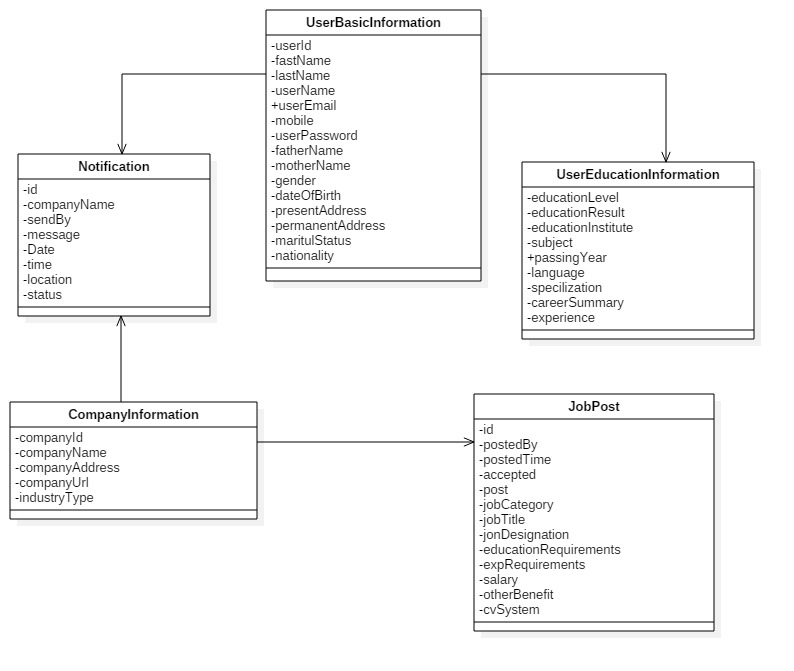 UserBasicInformation
-userId
-fastName
-lastName
-userName
+userEmail
-mobile
-userPassword
-fatherName
-motherName
-gender
-dateOfBirth
-presentAddress
-permanentAddress
-maritulStatus
-nationality
Notification
-id
-companyName
-sendBy
-message
-Date
-time
-location
-status
UserEducationInformation
-educationLevel
-educationResult
-educationInstitute
-subject
+passingYear
-language
-specilization
-careerSummary
-experience
CompanyInformation
-companyId
-companyName
-companyAddress
-companyUrl
-industryType
JobPost
-id
-postedBy
-postedTime
-accepted
-post
-jobCategory
-jobTitle
-jonDesignation
-educationRequirements
-expRequirements
-salary
-otherBenefit
-cvSystem